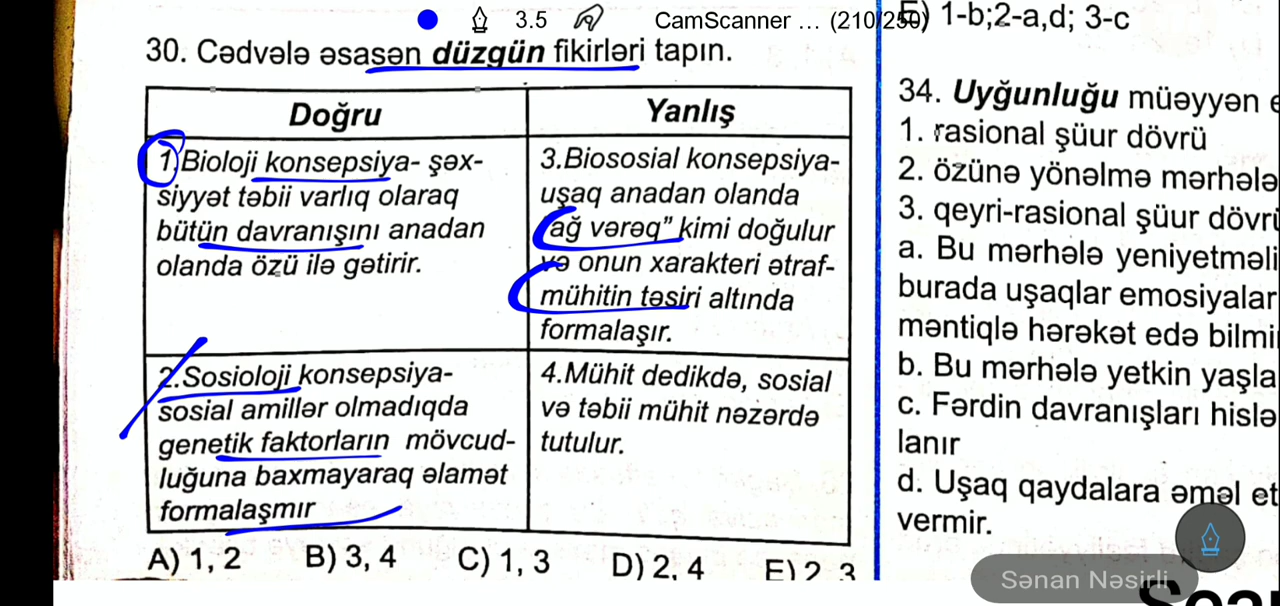 3.5 CamScanner ... (210/250)
30. Cədvələ əsasən düzgün fikirləri tapın.
Doğru
Yanlış
1.Bioloji konsepsiya- şəx-
siyyət təbii varlıq olaraq
bütün davranışını anadan
olanda özü ilə gətirir.
3.Biososial konsepsiya-
uşaq anadan olanda
ağ vərəq” kimi doğulur
və onun xarakteri ətraf-
mühitin təsiri altında
formalaşır.
2.Sosioloji konsepsiya-
sosial amillər olmadıqda
genetik faktorların mövcud-
luğuna baxmayaraq əlamət
formalaşmır
4.Mühit dedikdə, sosial
və təbii mühit nəzərdə
tutulur.
A) 1, 2 B) 3, 4 C) 1, 3 D) 2, 4 E) 2, 3
E) 1-b;2-a,d; 3-c
34. Uyğunluğu müəyyən
1. rasional şüur dövrü
2. özünə yönəlmə mərhələ
3. qeyri-rasional şüur dövrü
a. Bu mərhələ yeniyetməli
burada uşaqlar emosiyalar
məntiqlə hərəkət edə bilmi
b. Bu mərhələ yetkin yaşla
c. Fərdin davranışları hislə
lanır
d. Uşaq qaydalara əməl et
vermir.
Sənan Nəsirli